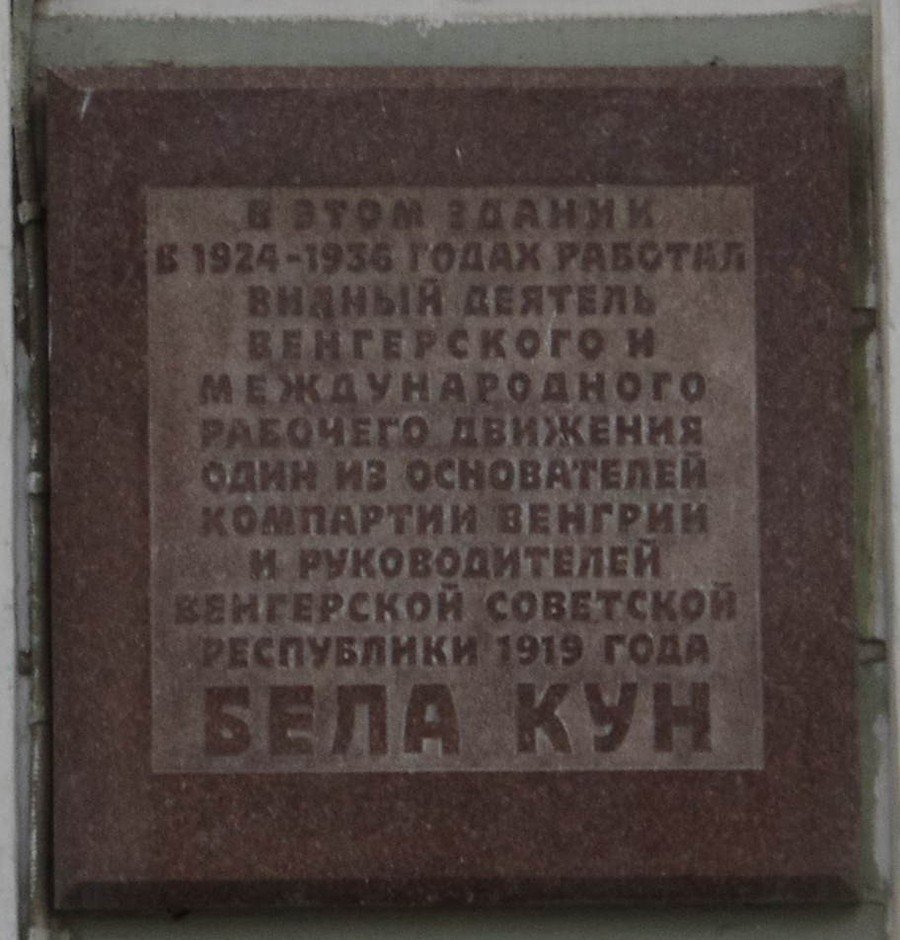 В ЭТОМ ЗДАНИИ
В 1924-1936 ГОДАХ РАБОТАЛ
ВИДНЫЙ ДЕЯТЕЛЬ
ВЕНГЕРСКОГО И
МЕЖДУНАРОДНОГО
РАБОЧЕГО ДВИЖЕНИЯ
ОДИН ИЗ ОСНОВАТЕЛЕЙ
КОМПАРТИИ ВЕНГРИИ
И РУКОВОДИТЕЛЕЙ
ВЕНГЕРСКОЙ СОВЕТСКОЙ
РЕСПУБЛИКИ 1919 ГОДА
БЕЛА КУН